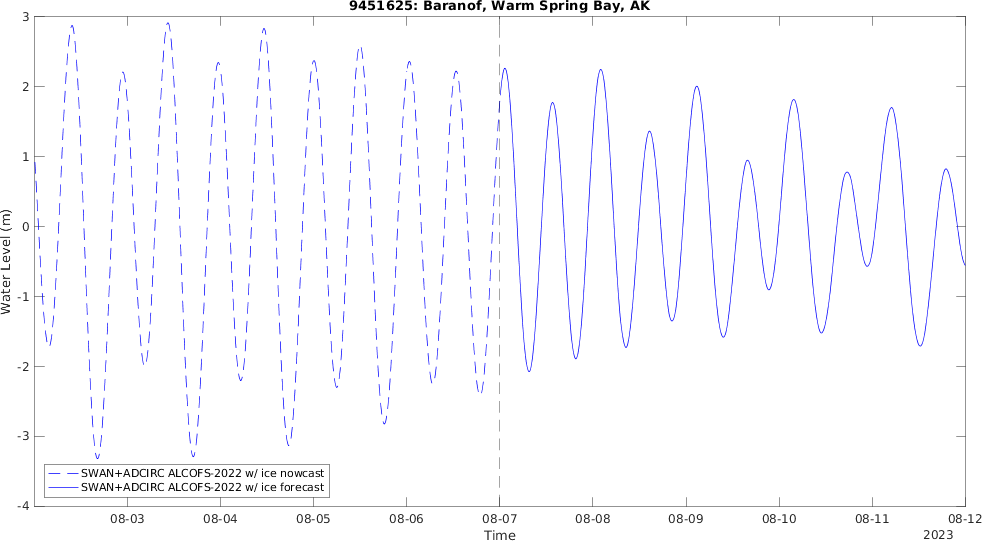 9451625: Baranof, Warm Spring Bay, AK
Water Level (m)
3
2
1
0
-1
-2
-3
-4
SWAN+ADCIRC ALCOFS-2022 w/ ice nowcast
SWAN+ADCIRC ALCOFS-2022 w/ ice forecast
08-03 08-04 08-05 08-06 08-07 08-08 08-09 08-10 08-11 08-12
Time
2023